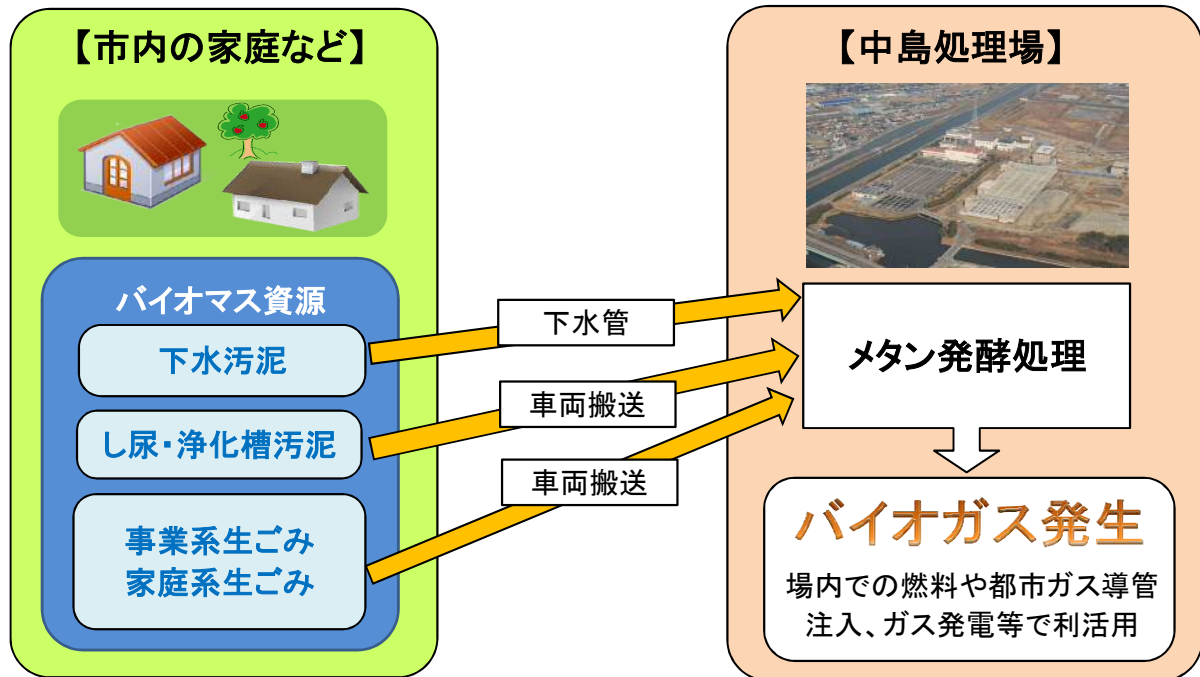 【市内の家庭など】
バイオマス資源
下水汚泥
し尿・浄化槽汚泥
事業系生ごみ
家庭系生ごみ
下水管
車両搬送
車両搬送
【中島処理場】
メタン発酵処理
バイオガス発生
場内での燃料や都市ガス導管
注入、ガス発電等で利活用